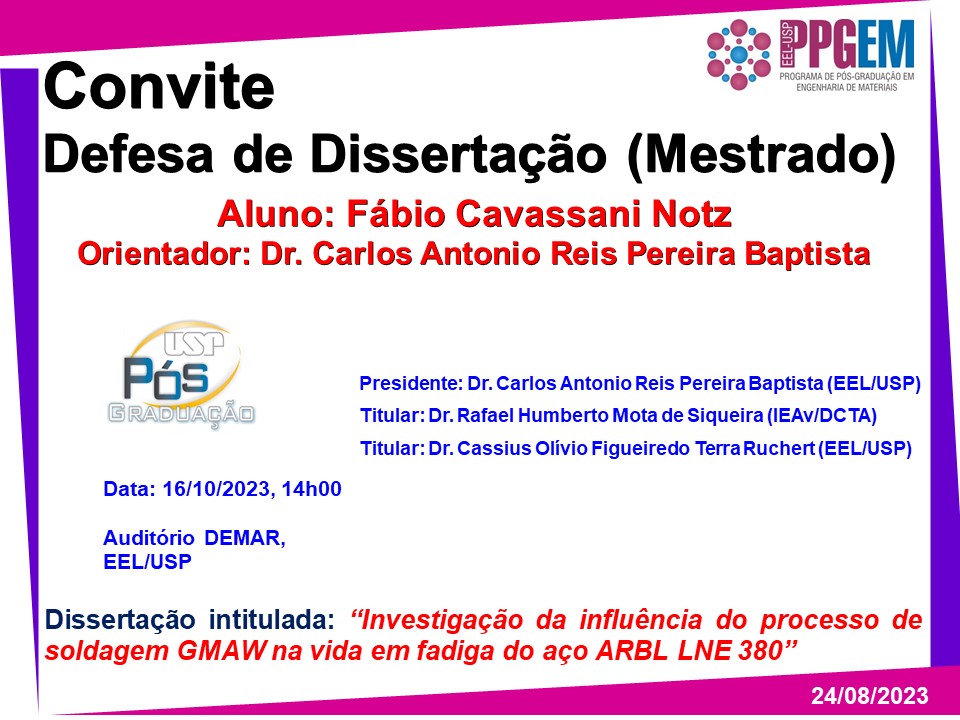 EEL-USP
PPGEM
PROGRAMA DE PÓS-GRADUAÇÃO EM
ENGENHARIA DE MATERIAIS
Convite
Defesa de Dissertação (Mestrado)
Aluno: Fábio Cavassani Notz
Orientador: Dr. Carlos Antonio Reis Pereira Baptista
USP
Pós
GRADUAÇÃO
Presidente: Dr. Carlos Antonio Reis Pereira Baptista (EEL/USP)
Titular: Dr. Rafael Humberto Mota de Siqueira (IEAv/DCTA)
Titular: Dr. Cassius Olívio Figueiredo Terra Ruchert (EEL/USP)
Data: 16/10/2023, 14h00
Auditório DEMAR,
EEL/USP
Dissertação intitulada: “Investigação da influência do processo de
soldagem GMAW na vida em fadiga do aço ARBL LNE 380”
24/08/2023